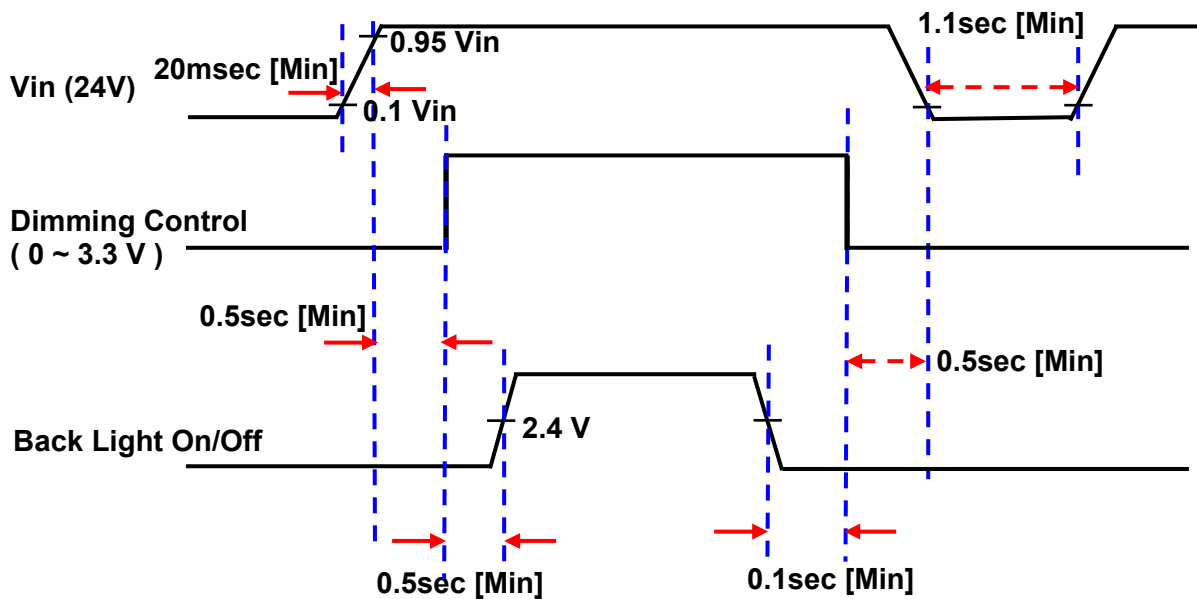 1.1sec [Min]
0.95 Vin
20msec [Min]
Vin (24V)
0.1 Vin
Dimming Control
( 0 ~ 3.3 V )
0.5sec [Min]
0.5sec [Min]
2.4 V
Back Light On/Off
0.5sec [Min]
0.1sec [Min]